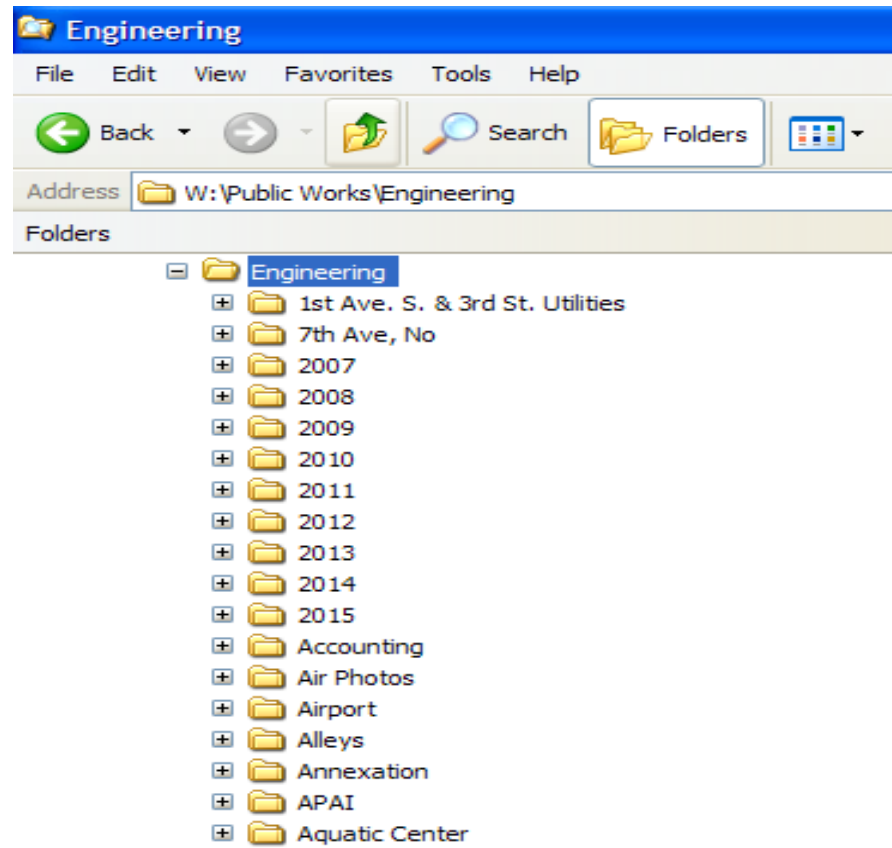 Engineering
File Edit View Favorites Tools Help
Back Search Folders
Address W:\Public Works\Engineering
Folders
Engineering
1st Ave. S. & 3rd St. Utilities
7th Ave, No
2007
2008
2009
2010
2011
2012
2013
2014
2015
Accounting
Air Photos
Airport
Alleys
Annexation
APAI
Aquatic Center